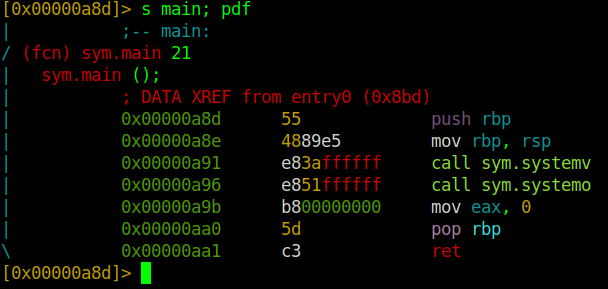 [0x00000a8d]> s main; pdf
| ;-- main:
/ (fcn) sym.main 21
| sym.main ();
| ; DATA XREF from entry0 (0x8bd)
| 0x00000a8d 55 push rbp
| 0x00000a8e 4889e5 mov rbp, rsp
| 0x00000a91 e83affffff call sym.systemv
| 0x00000a96 e851ffffff call sym.systemo
| 0x00000a9b b800000000 mov eax, 0
| 0x00000aa0 5d pop rbp
\ 0x00000aa1 c3 ret
[0x00000a8d]>